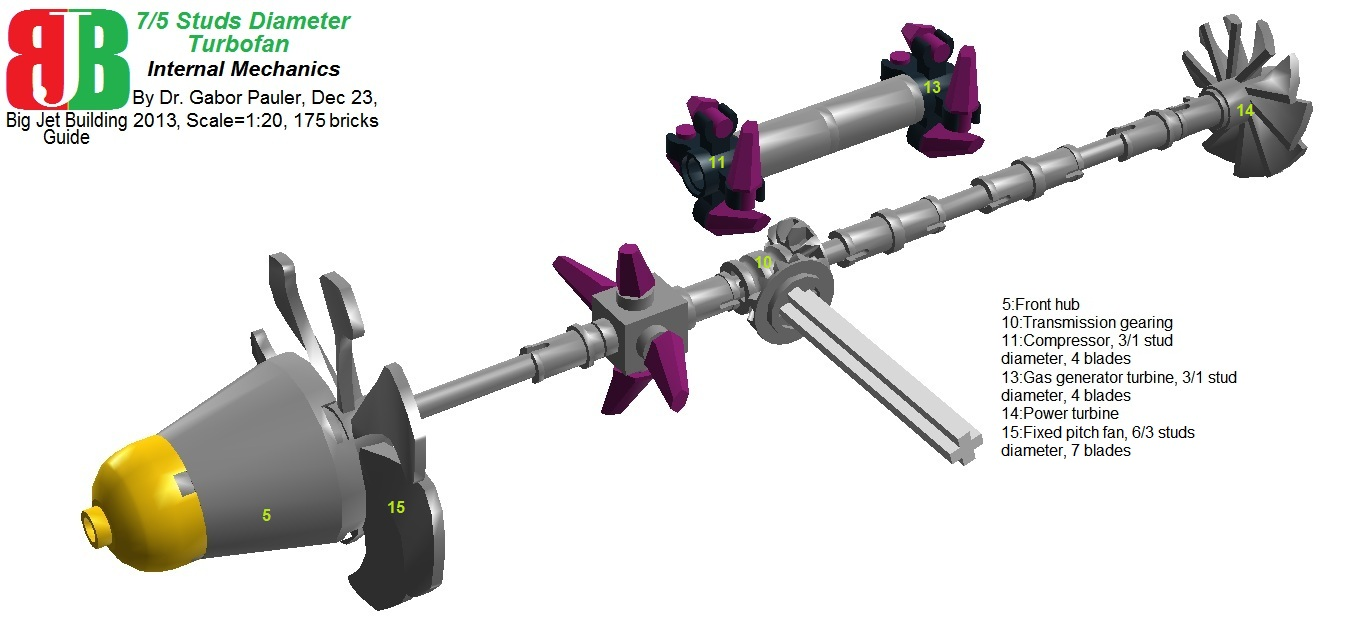 BJB
7/5 Studs Diameter
Turbofan
Internal Mechanics
By Dr. Gabor Pauler, Dec 23,
Big Jet Building 2013, Scale=1:20, 175 bricks
Guide
13
14
11
10
5:Front hub
10:Transmission gearing
11:Compressor, 3/1 stud
diameter, 4 blades
13:Gas generator turbine, 3/1 stud
diameter, 4 blades
14:Power turbine
15:Fixed pitch fan, 6/3 studs
diameter, 7 blades
15
5